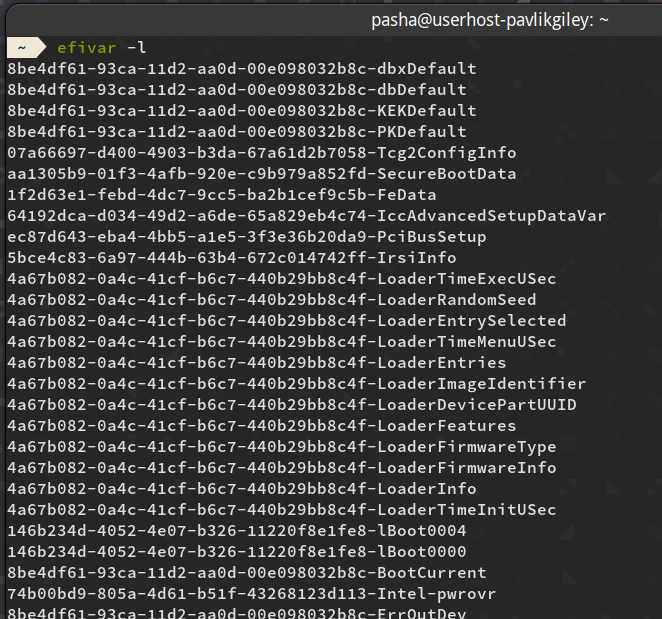 pasha@userhost-pavlikgiley: ~
~ efivar -l
8be4df61-93ca-11d2-aa0d-00e098032b8c-dbxDefault
8be4df61-93ca-11d2-aa0d-00e098032b8c-dbDefault
8be4df61-93ca-11d2-aa0d-00e098032b8c-KEKDefault
8be4df61-93ca-11d2-aa0d-00e098032b8c-PKDefault
07a66697-d400-4903-b3da-67a61d2b7058-Tcg2ConfigInfo
aa1305b9-01f3-4afb-920e-c9b979a852fd-SecureBootData
1f2d63e1-febd-4dc7-9cc5-ba2b1cef9c5b-FeData
64192dca-d034-49d2-a6de-65a829eb4c74-IccAdvancedSetupDataVar
ec87d643-eba4-4bb5-a1e5-3f3e36b20da9-PciBusSetup
5bce4c83-6a97-444b-63b4-672c014742ff-IrsiInfo
4a67b082-0a4c-41cf-b6c7-440b29bb8c4f-LoaderTimeExecUSec
4a67b082-0a4c-41cf-b6c7-440b29bb8c4f-LoaderRandomSeed
4a67b082-0a4c-41cf-b6c7-440b29bb8c4f-LoaderEntrySelected
4a67b082-0a4c-41cf-b6c7-440b29bb8c4f-LoaderTimeMenuUSec
4a67b082-0a4c-41cf-b6c7-440b29bb8c4f-LoaderEntries
4a67b082-0a4c-41cf-b6c7-440b29bb8c4f-LoaderImageIdentifier
4a67b082-0a4c-41cf-b6c7-440b29bb8c4f-LoaderDevicePartUUID
4a67b082-0a4c-41cf-b6c7-440b29bb8c4f-LoaderFeatures
4a67b082-0a4c-41cf-b6c7-440b29bb8c4f-LoaderFirmwareType
4a67b082-0a4c-41cf-b6c7-440b29bb8c4f-LoaderFirmwareInfo
4a67b082-0a4c-41cf-b6c7-440b29bb8c4f-LoaderInfo
4a67b082-0a4c-41cf-b6c7-440b29bb8c4f-LoaderTimeInitUSec
146b234d-4052-4e07-b326-11220f8e1fe8-lBoot0004
146b234d-4052-4e07-b326-11220f8e1fe8-lBoot0000
8be4df61-93ca-11d2-aa0d-00e098032b8c-BootCurrent
74b00bd9-805a-4d61-b51f-43268123d113-Intel-pwrovr
8be4df61-93ca-11d2-aa0d-00e098032b8c-ErrOutDev